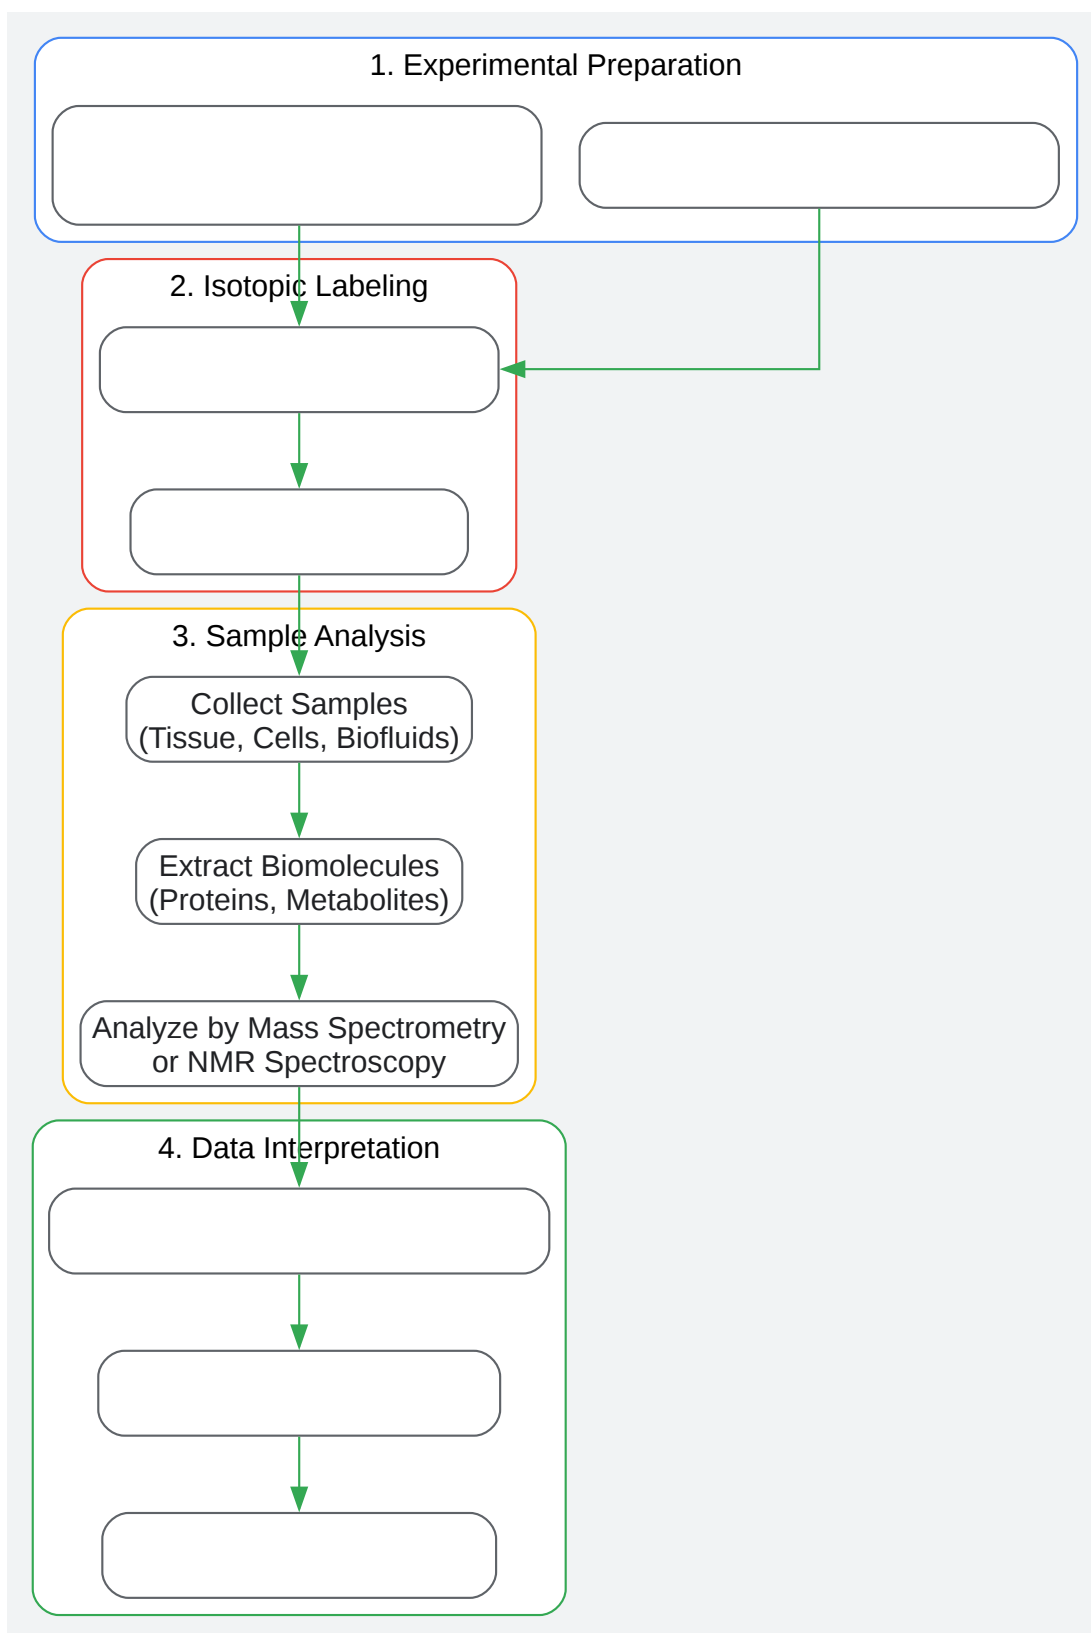 1. Experimental Preparation
2. Isotopic Labeling
3. Sample Analysis
Collect Samples
(Tissue, Cells, Biofluids)
Extract Biomolecules
(Proteins, Metabolites)
Analyze by Mass Spectrometry
or NMR Spectroscopy
4. Data Interpretation